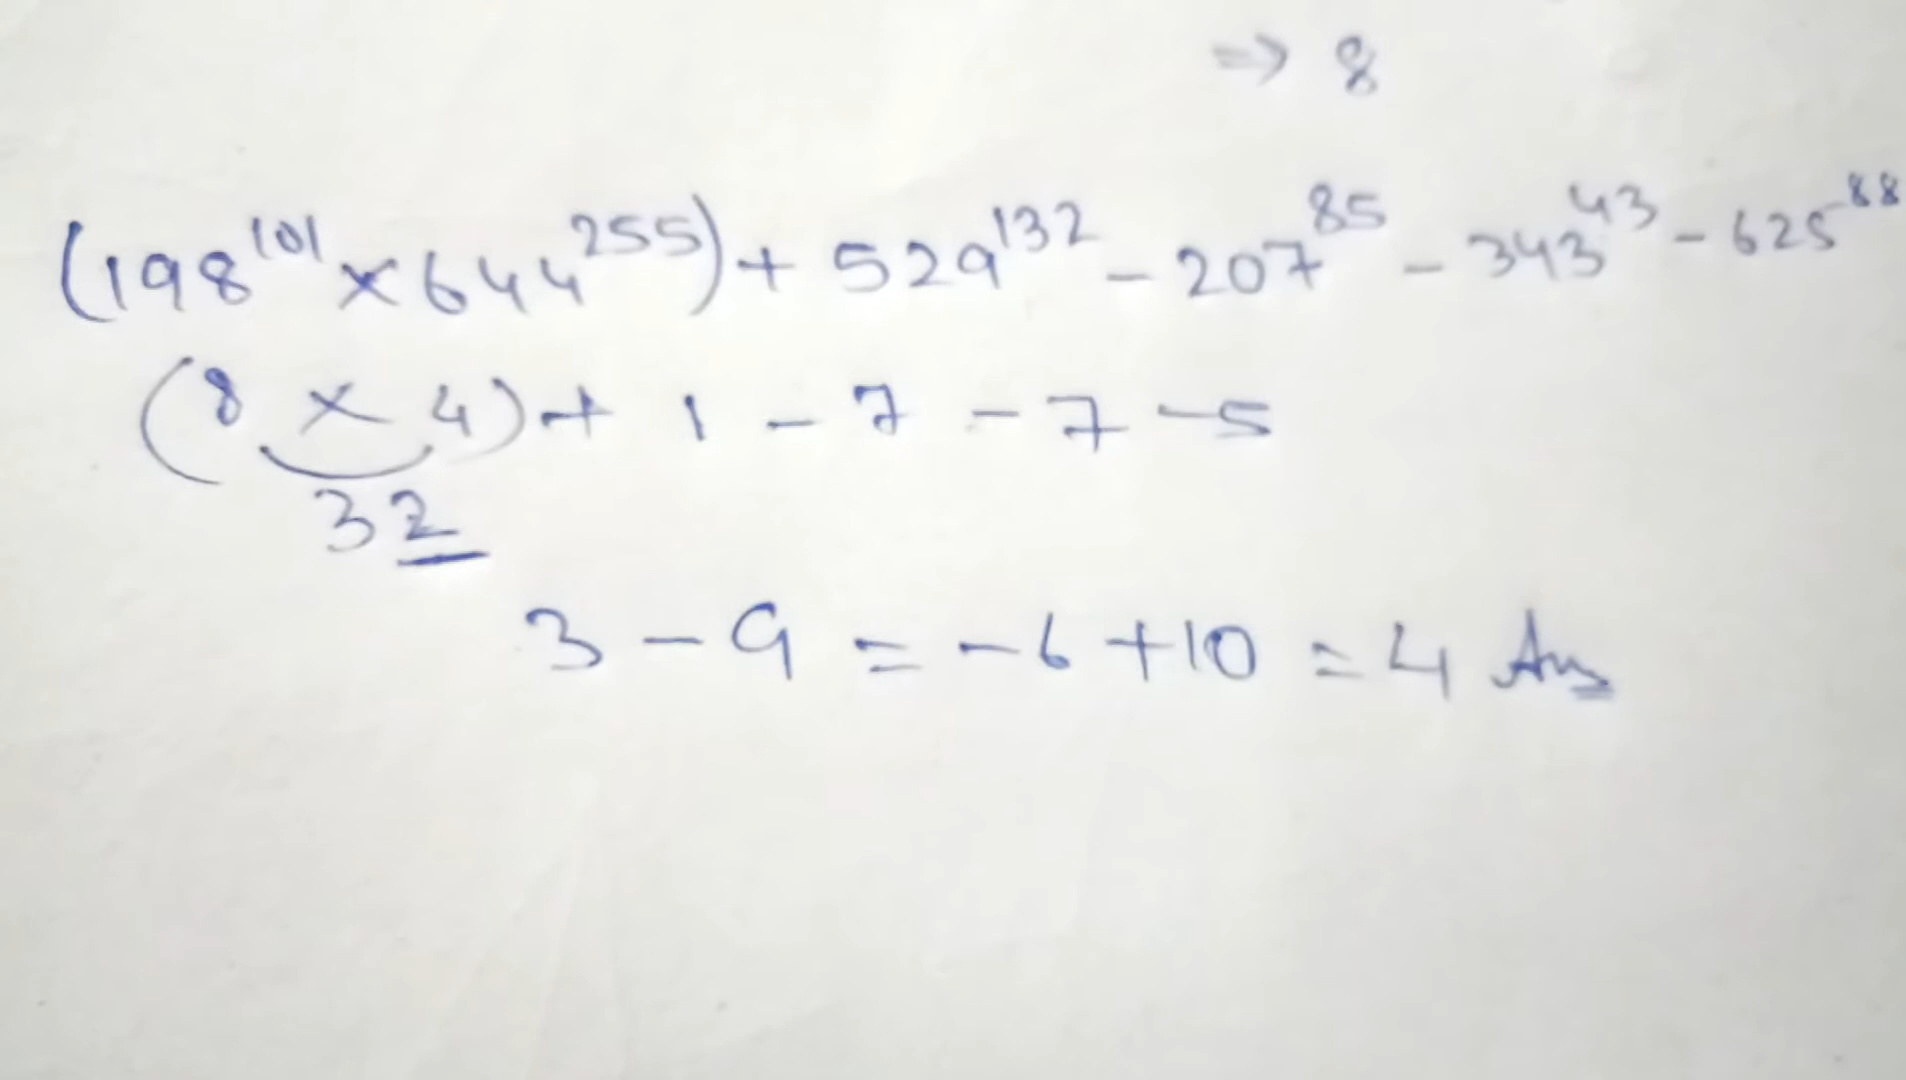 ⇒ 8
(198^101 × 644^255) + 529^132 - 207^85 - 343^43 - 625^88
(8 × 4) + 1 - 7 - 7 - 5
32
3 - 9 = -6 + 10 = 4 Ans